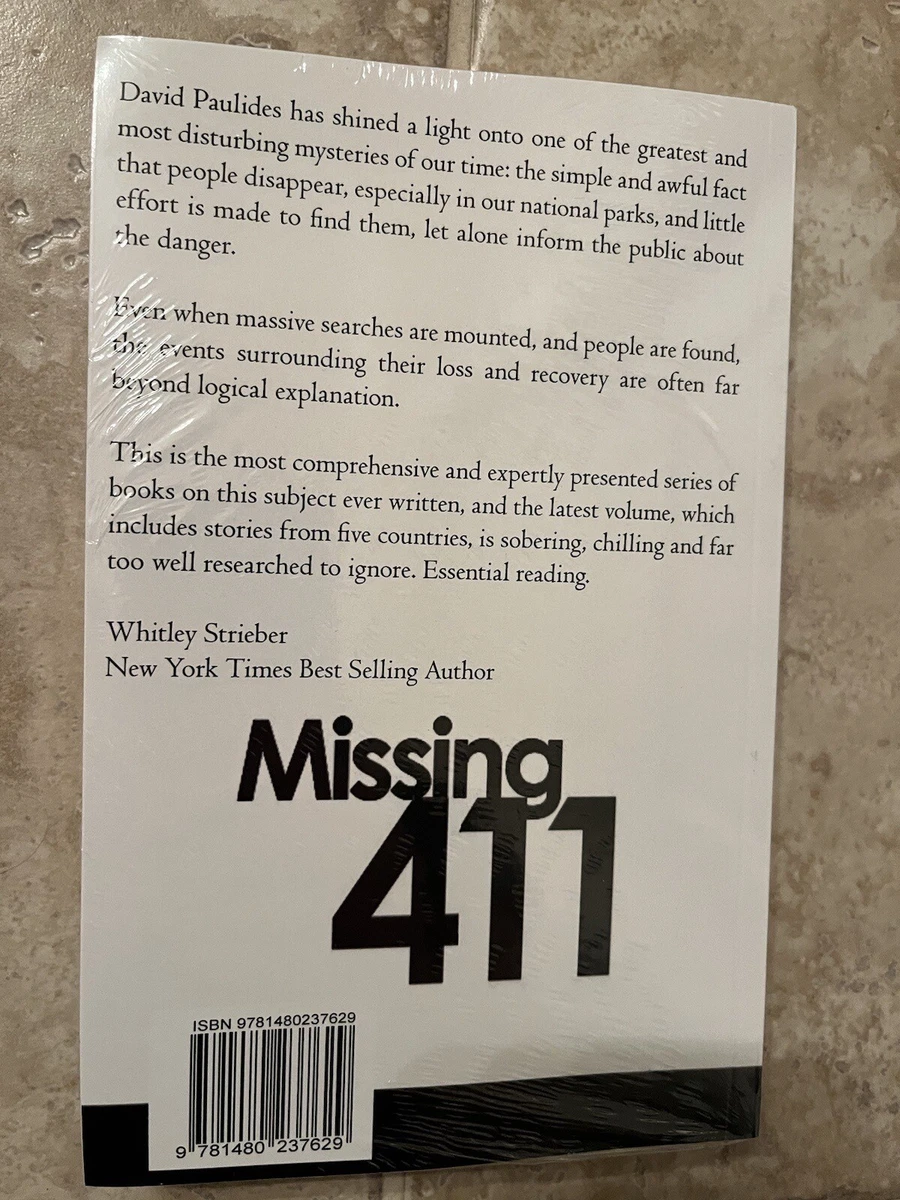 David Paulides has shined a light onto one of the greatest and
most disturbing mysteries of our time: the simple and awful fact
that people disappear, especially in our national parks, and little
effort is made to find them, let alone inform the public about
the danger.
Even when massive searches are mounted, and people are found,
the events surrounding their loss and recovery are often far
beyond logical explanation.
This is the most comprehensive and expertly presented series of
books on this subject ever written, and the latest volume, which
includes stories from five countries, is sobering, chilling and far
too well researched to ignore. Essential reading.
Whitley Strieber
New York Times Best Selling Author
Missing
411
ISBN 9781480237629
9 781480 237629